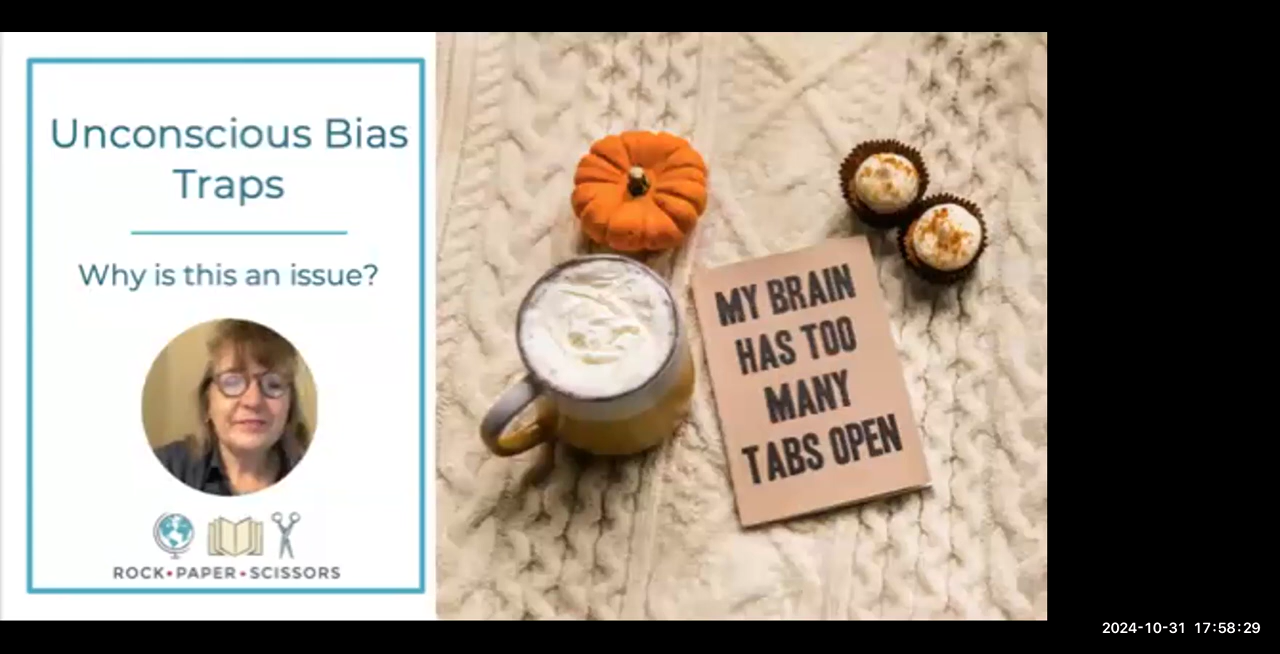 Unconscious Bias
Traps
Why is this an issue?
ROCK•PAPER•SCISSORS
MY BRAIN
HAS TOO
MANY
TABS OPEN
2024-10-31 17:58:29